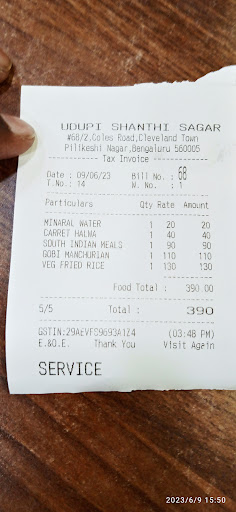 UDUPI SHANTHI SAGAR
#68/2,Coles Road,Cleveland Town
Pilikeshi Nagar,Bengaluru 560005
Tax Invoice
Date : 09/06/23 Bill No. : 68
T.No.: 14 W. No. : 1
Particulars Qty Rate Amount
MINARAL WATER 1 20 20
CARRET HALWA 1 40 40
SOUTH INDIAN MEALS 1 90 90
GOBI MANCHURIAN 1 110 110
VEG FRIED RICE 1 130 130
Food Total : 390.00
5/5 Total : 390
GSTIN:29AEVFS9693A1Z4 (03:48 PM)
E.&O.E. Thank You Visit Again
SERVICE
2023/6/9 15:50